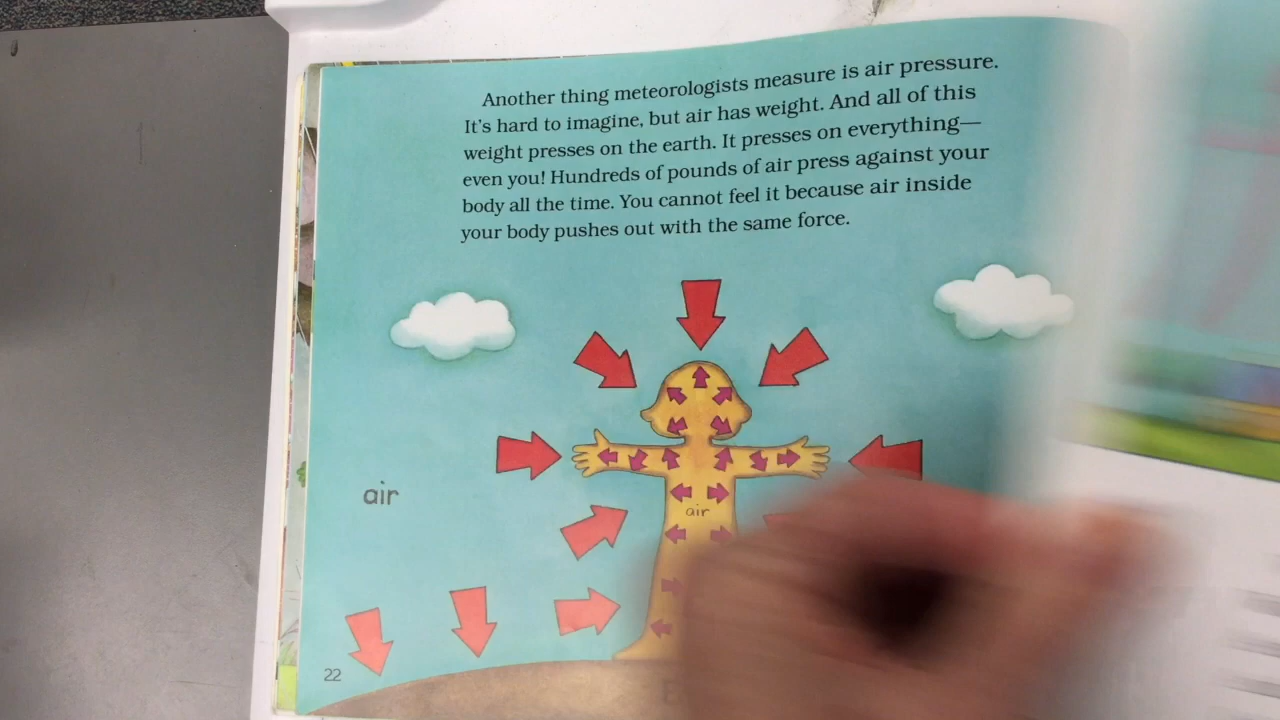 Another thing meteorologists measure is air pressure.
It's hard to imagine, but air has weight. And all of this
weight presses on the earth. It presses on everything—
even you! Hundreds of pounds of air press against your
body all the time. You cannot feel it because air inside
your body pushes out with the same force.
air
air
22